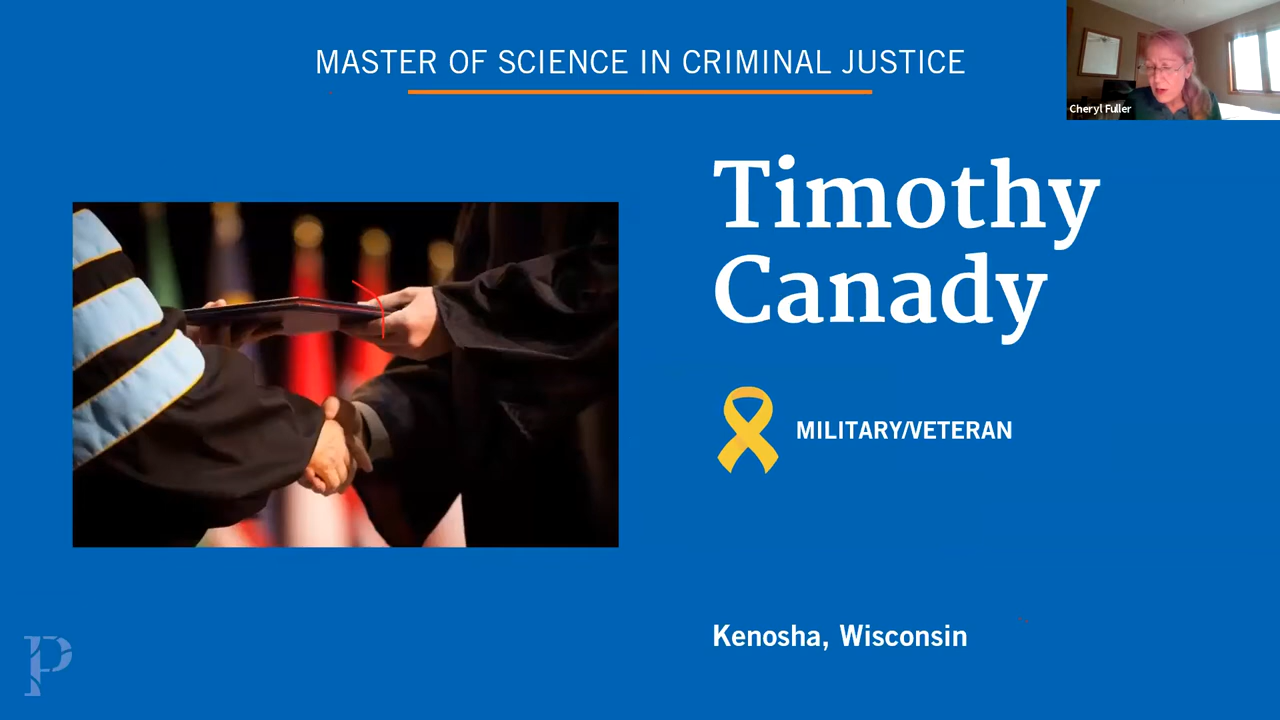 MASTER OF SCIENCE IN CRIMINAL JUSTICE
Cheryl Fuller
Timothy
Canady
MILITARY/VETERAN
Kenosha, Wisconsin
P